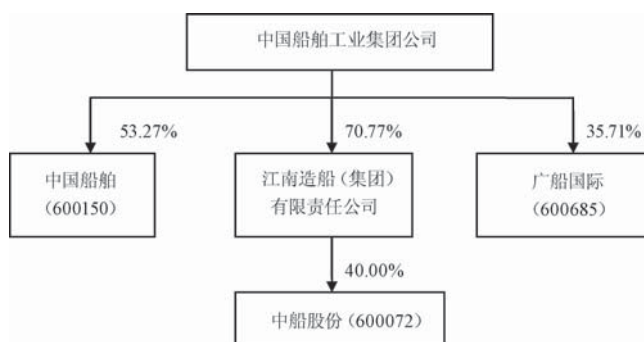 中国船舶工业集团公司
53.27%
70.77%
35.71%
中国船舶
(600150)
江南造船(集团)
有限责任公司
广船国际
(600685)
40.00%
中船股份(600072)